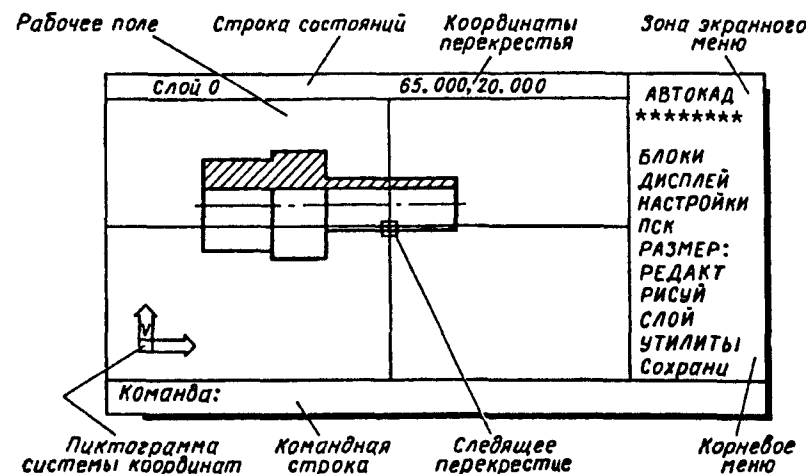 Рабочее поле
Строка состояний
Координаты
перекрестья
Зона экранного
меню
Слой 0
65.000,20.000
АВТОКАД
********
БЛОКИ
ДИСПЛЕЙ
НАСТРОЙКИ
ПСК
РАЗМЕР:
РЕДАКТ
РИСУЙ
СЛОЙ
УТИЛИТЫ
Сохрани
Команда:
Пиктограмма
системы координат
Командная
строка
Следящее
перекрестие
Корневое
меню